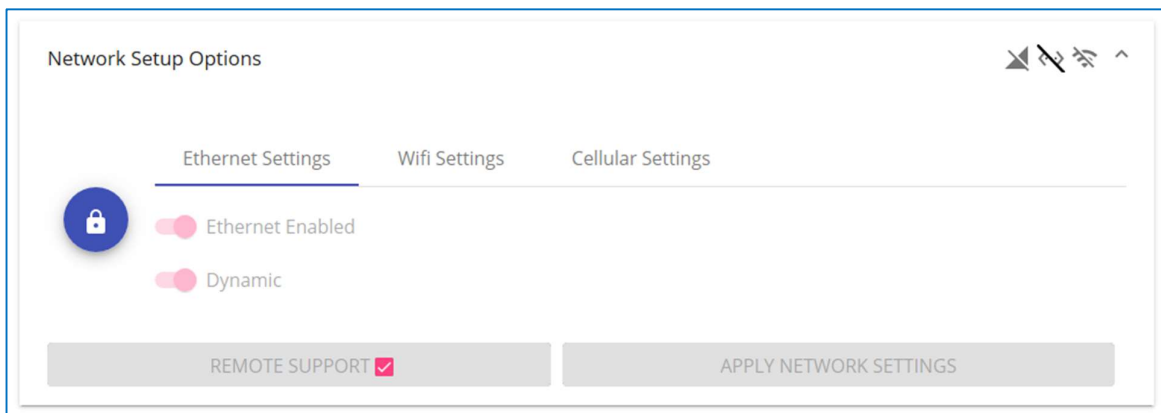 Network Setup Options
Ethernet Settings Wifi Settings Cellular Settings
Ethernet Enabled
Dynamic
REMOTE SUPPORT APPLY NETWORK SETTINGS